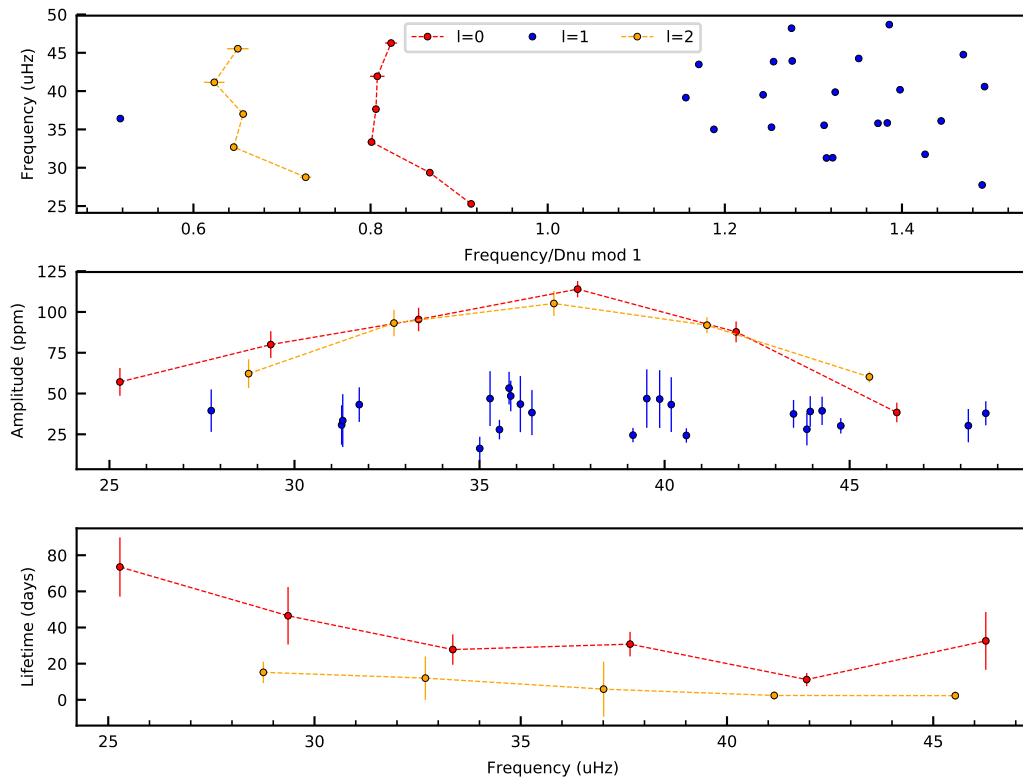 50
45
40
35
30
25
Frequency (uHz)
l=0 l=1 l=2
0.6 0.8 1.0 1.2 1.4
Frequency/Dnu mod 1
125
100
75
50
25
Amplitude (ppm)
25 30 35 40 45
80
60
40
20
0
Lifetime (days)
25 30 35 40 45
Frequency (uHz)